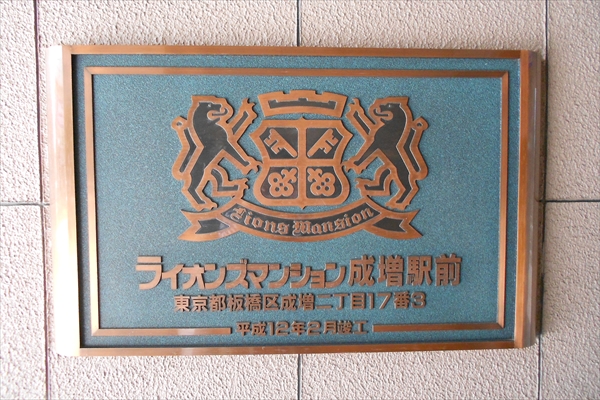 Lions Mansion
ライオンズマンション成増駅前
東京都板橋区成増二丁目17番3
平成12年2月竣工